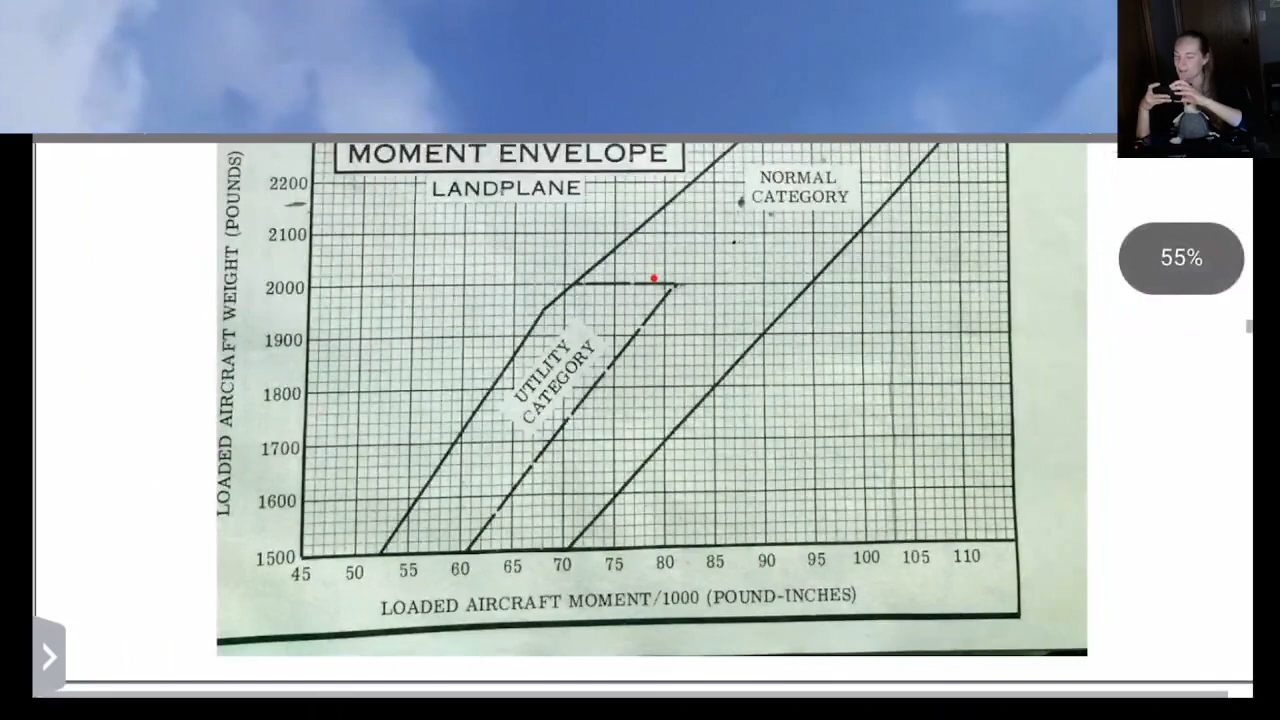 MOMENT ENVELOPE
LANDPLANE
NORMAL
CATEGORY
UTILITY
CATEGORY
LOADED AIRCRAFT WEIGHT (POUNDS)
2200
2100
2000
1900
1800
1700
1600
1500
45 50 55 60 65 70 75 80 85 90 95 100 105 110
LOADED AIRCRAFT MOMENT/1000 (POUND-INCHES)
55%